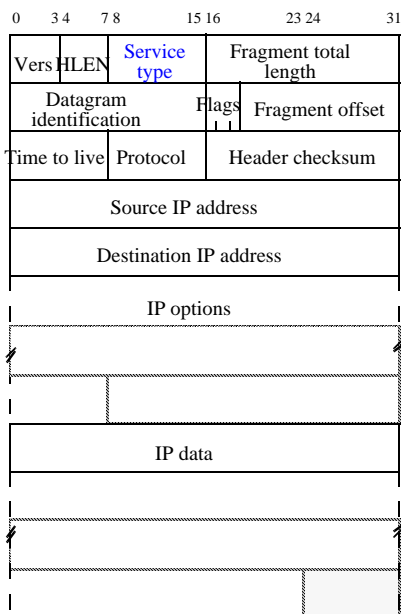 0 3 4 7 8 15 16 23 24 31
Vers HLEN Service type Fragment total length
Datagram identification Flags Fragment offset
Time to live Protocol Header checksum
Source IP address
Destination IP address
IP options
IP data